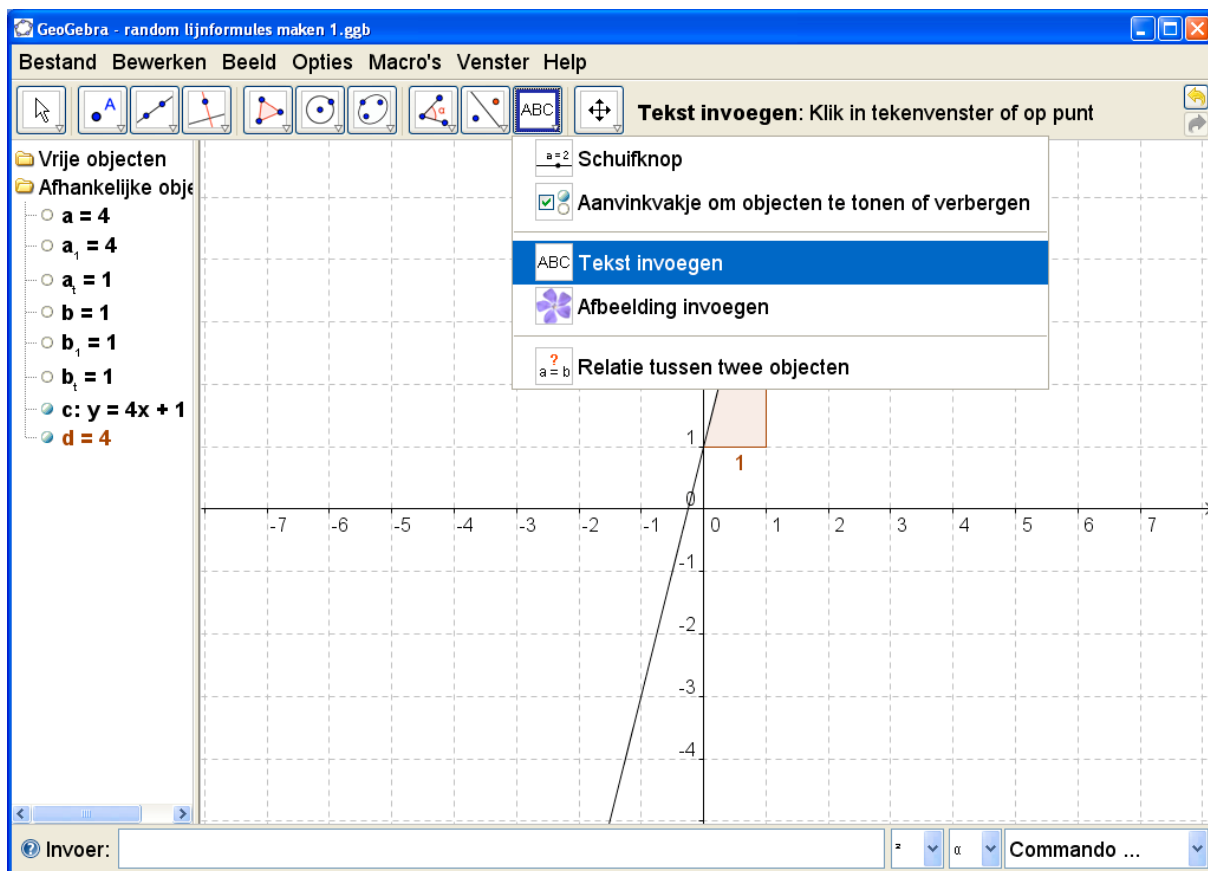 GeoGebra - random lijnformules maken 1.ggb
Bestand Bewerken Beeld Opties Macro's Venster Help
A
α
ABC
Tekst invoegen: Klik in tekenvenster of op punt
Vrije objecten
Afhankelijke obje
a = 4
a₁ = 4
aₜ = 1
b = 1
b₁ = 1
bₜ = 1
c: y = 4x + 1
d = 4
a=2 Schuifknop
Aanvinkvakje om objecten te tonen of verbergen
ABC Tekst invoegen
Afbeelding invoegen
? a = b Relatie tussen twee objecten
1
1
0
-7 -6 -5 -4 -3 -2 -1 0 1 2 3 4 5 6 7
-1
-2
-3
-4
Invoer: ² α Commando ...